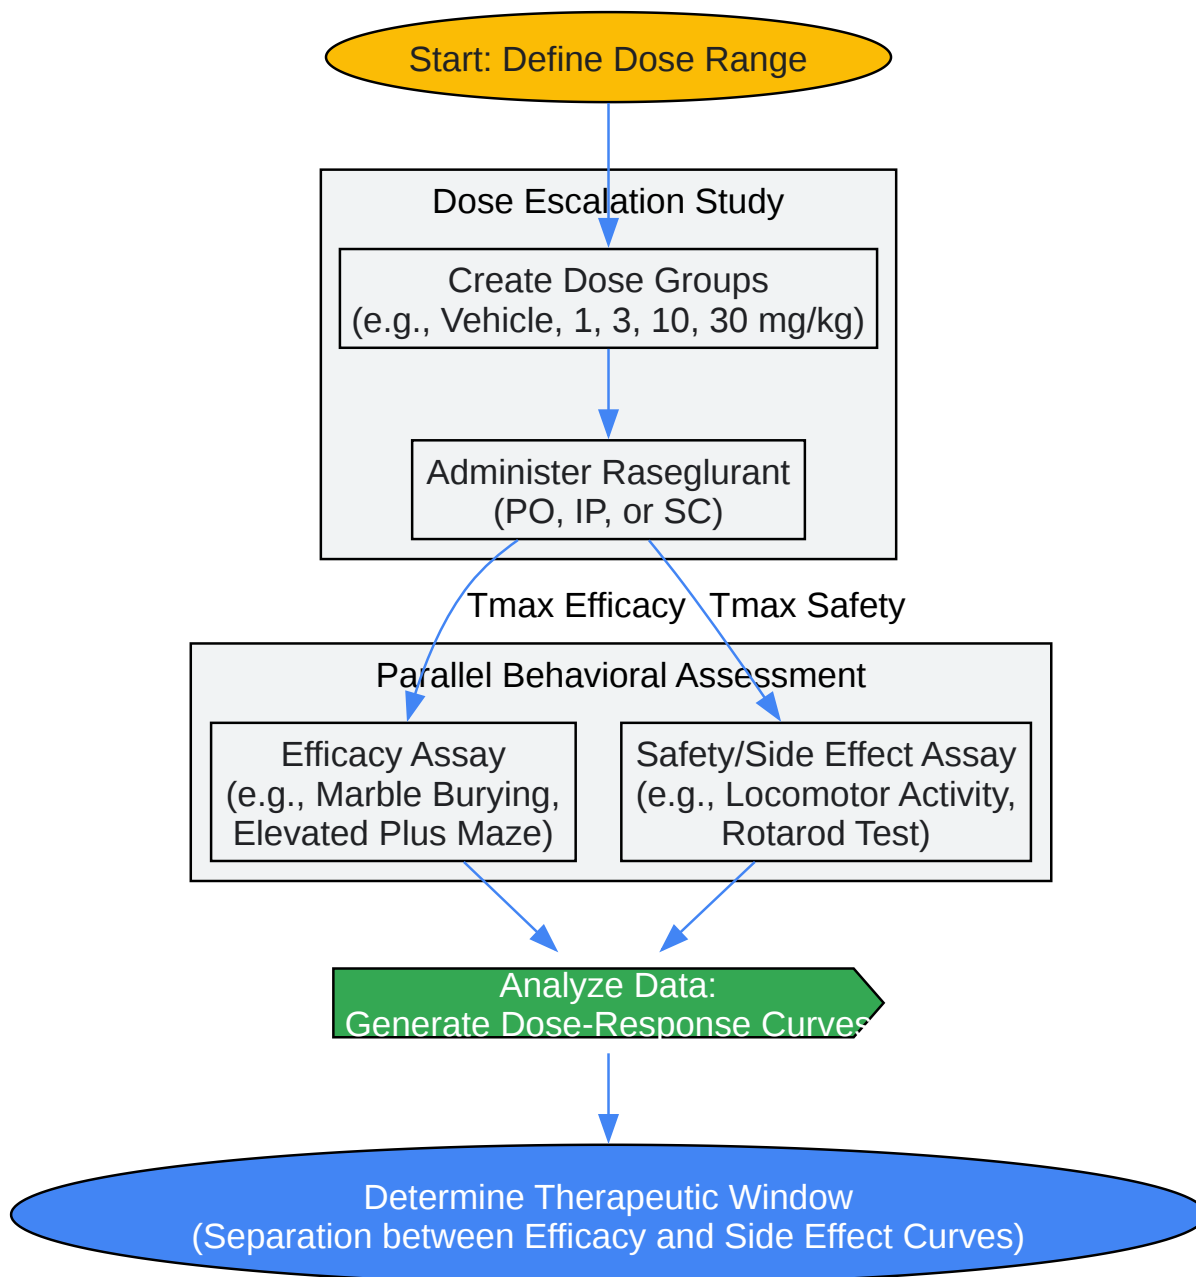 Start: Define Dose Range
Dose Escalation Study
Create Dose Groups
(e.g., Vehicle, 1, 3, 10, 30 mg/kg)
Administer Raseglurant
(PO, IP, or SC)
Tmax Efficacy
Tmax Safety
Parallel Behavioral Assessment
Efficacy Assay
(e.g., Marble Burying,
Elevated Plus Maze)
Safety/Side Effect Assay
(e.g., Locomotor Activity,
Rotarod Test)
Analyze Data:
Generate Dose-Response Curves
Determine Therapeutic Window
(Separation between Efficacy and Side Effect Curves)